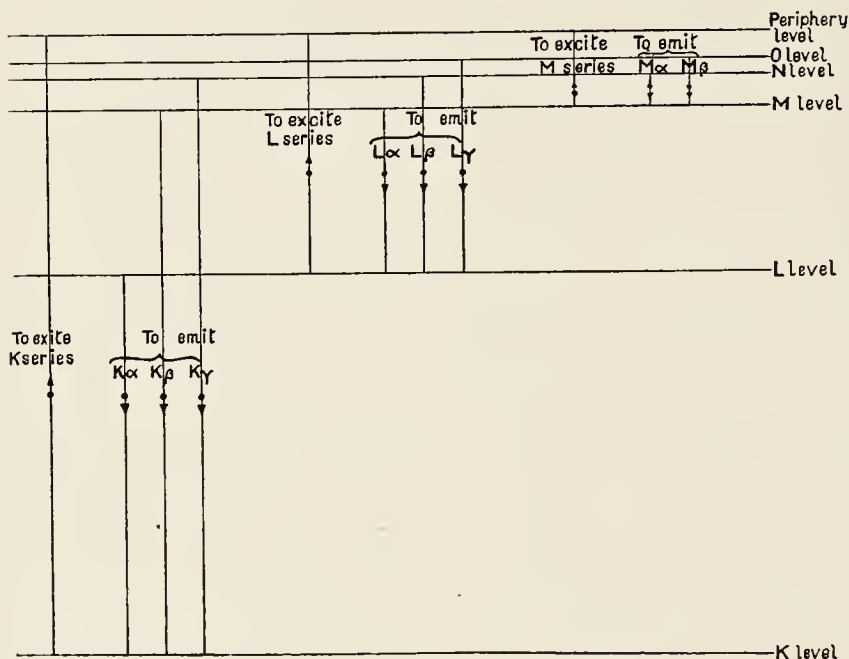 Periphery
level
O level
N level
M level
To excite
M series
To emit
Mα Mβ
To excite
L series
To emit
Lα Lβ Lγ
L level
To exite
K series
To emit
Kα Kβ Kγ
K level